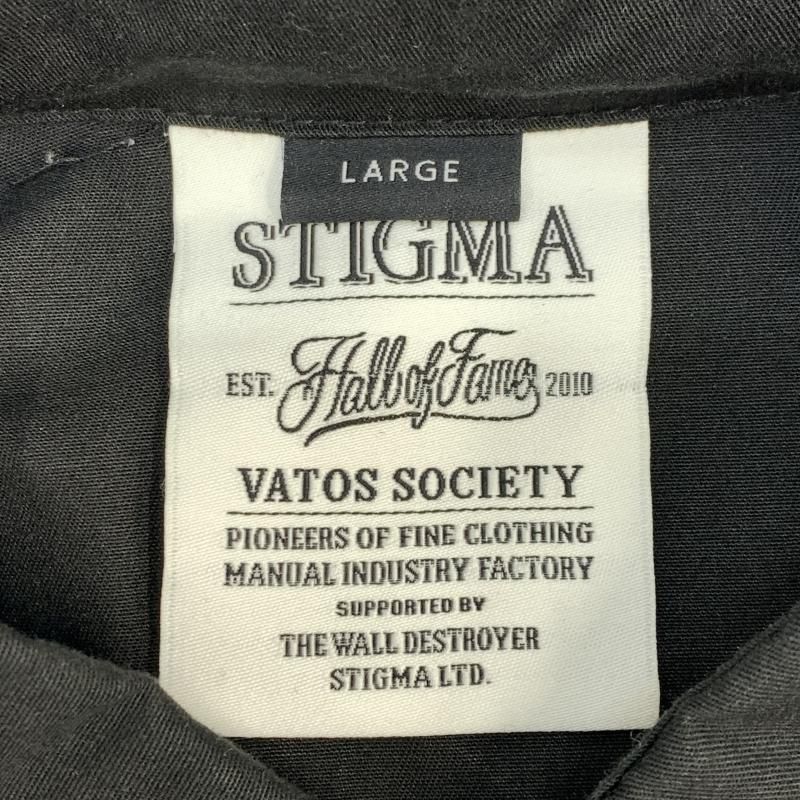 LARGE
STIGMA
EST. Hall of Fame 2010
VATOS SOCIETY
PIONEERS OF FINE CLOTHING
MANUAL INDUSTRY FACTORY
SUPPORTED BY
THE WALL DESTROYER
STIGMA LTD.